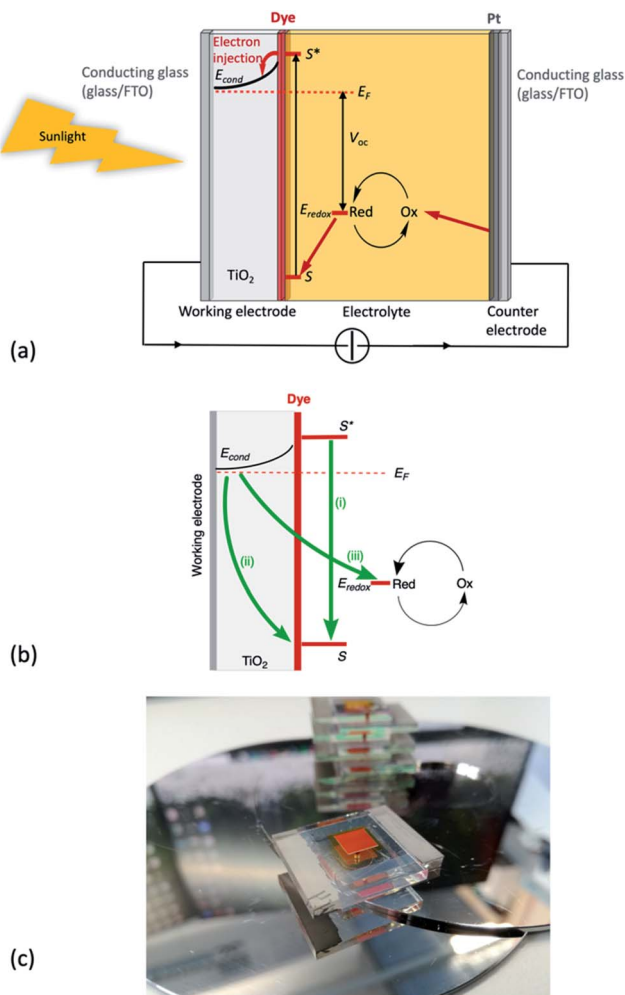 Dye
Pt
Electron
injection
S*
E_cond
Conducting glass
(glass/FTO)
Conducting glass
(glass/FTO)
E_F
Sunlight
V_oc
E_redox
Red
Ox
TiO₂
S
Working electrode
Electrolyte
Counter
electrode
(a)
Dye
S*
E_cond
E_F
Working electrode
(i)
(ii)
(iii)
E_redox
Red
Ox
TiO₂
S
(b)
(c)